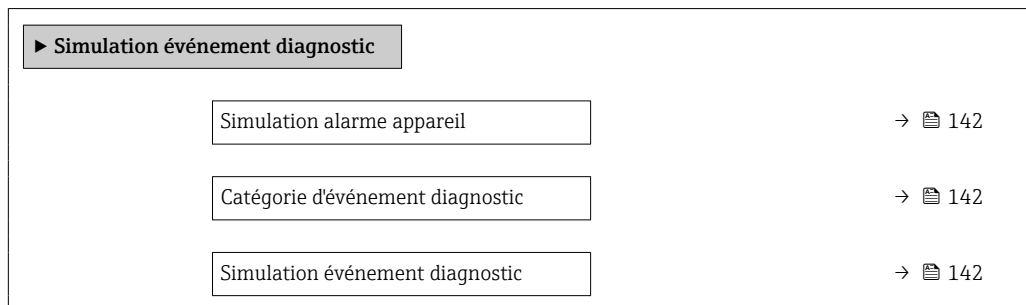 ▶ Simulation événement diagnostic
Simulation alarme appareil → 142
Catégorie d'événement diagnostic → 142
Simulation événement diagnostic → 142